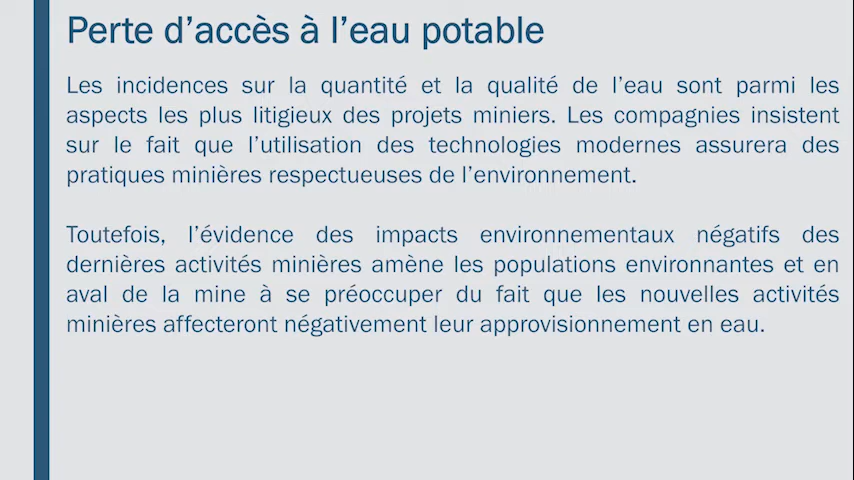 Perte d’accès à l’eau potable
Les incidences sur la quantité et la qualité de l’eau sont parmi les
aspects les plus litigieux des projets miniers. Les compagnies insistent
sur le fait que l’utilisation des technologies modernes assurera des
pratiques minières respectueuses de l’environnement.
Toutefois, l’évidence des impacts environnementaux négatifs des
dernières activités minières amène les populations environnantes et en
aval de la mine à se préoccuper du fait que les nouvelles activités
minières affecteront négativement leur approvisionnement en eau.